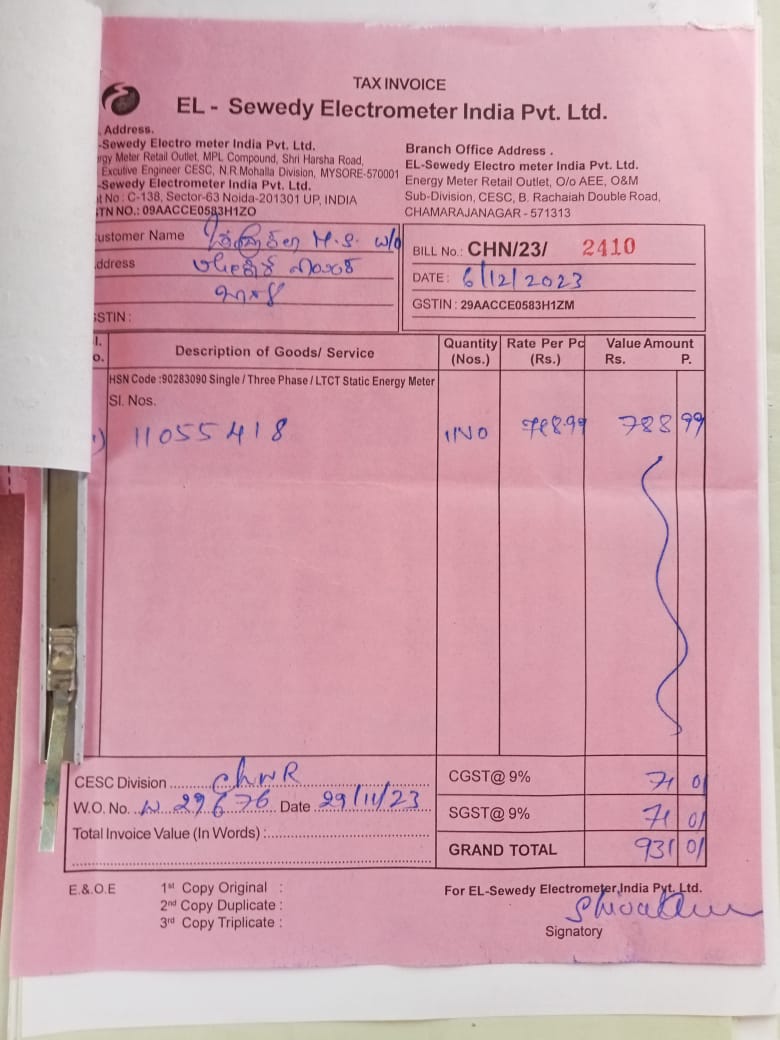 TAX INVOICE
EL - Sewedy Electrometer India Pvt. Ltd.
Address.
-Sewedy Electro meter India Pvt. Ltd.
rgy Meter Retail Outlet, MPL Compound, Shri Harsha Road,
Excutive Engineer CESC, N.R.Mohalla Division, MYSORE-570001
-Sewedy Electrometer India Pvt. Ltd.
t No : C-138, Sector-63 Noida-201301 UP, INDIA
TN NO.: 09AACCE0583H1ZO
Branch Office Address .
EL-Sewedy Electro meter India Pvt. Ltd.
Energy Meter Retail Outlet, O/o AEE, O&M
Sub-Division, CESC, B. Rachaiah Double Road,
CHAMARAJANAGAR - 571313
ustomer Name M.S. w/o
ddress
STIN :
BILL No.: CHN/23/ 2410
DATE : 6/12/2023
GSTIN : 29AACCE0583H1ZM
l. o. Description of Goods/ Service Quantity (Nos.) Rate Per Pc (Rs.) Value Amount Rs. P.
HSN Code :90283090 Single / Three Phase / LTCT Static Energy Meter
Sl. Nos.
1) 11055418 1NO 788.99 788 99
CESC Division ChNR
W.O. No. 29676 Date 29/11/23
Total Invoice Value (In Words) :
CGST@ 9% 71 01
SGST@ 9% 71 01
GRAND TOTAL 931 01
E.& O.E
1st Copy Original :
2nd Copy Duplicate :
3rd Copy Triplicate :
For EL-Sewedy Electrometer India Pvt. Ltd.
Signatory